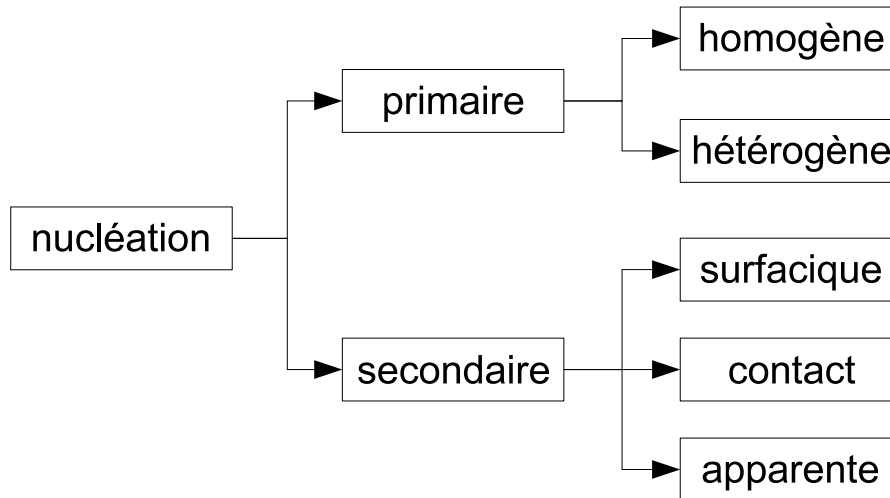 nucléation
primaire
homogène
hétérogène
secondaire
surfacique
contact
apparente